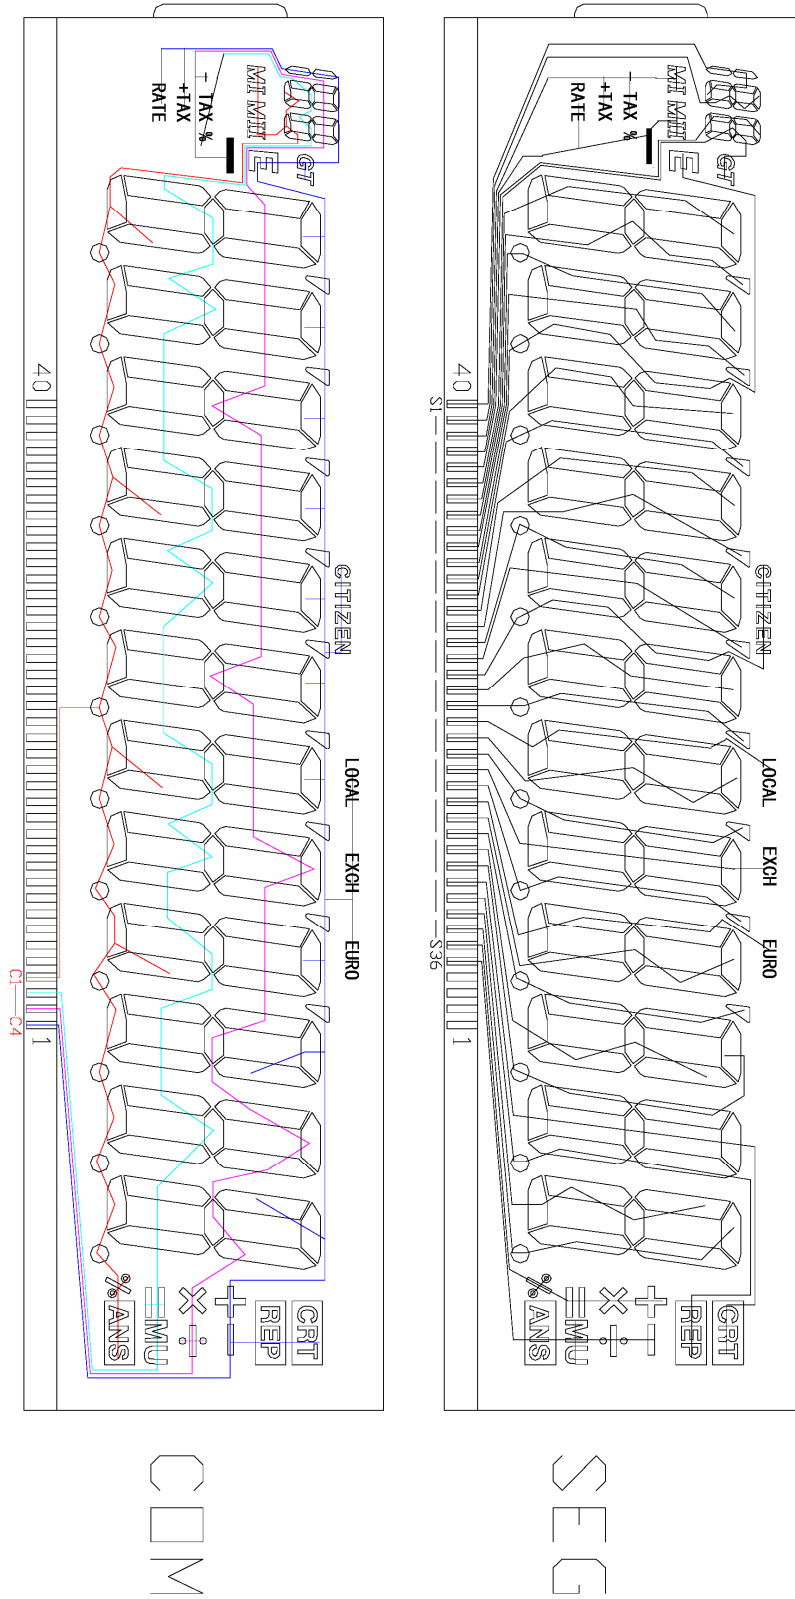 MI MII
- TAX %
+TAX
RATE
E
40
CITIZEN
LOCAL
EXCH
EURO
C1
C4
1
+
-
×
÷
=
MU
%
ANS
REP
CRT
COM
MI MII
- TAX %
+TAX
RATE
GT
E
40
S1
S36
CITIZEN
LOCAL
EXCH
EURO
1
+
-
×
÷
=
MU
%
ANS
REP
CRT
SEG
GT